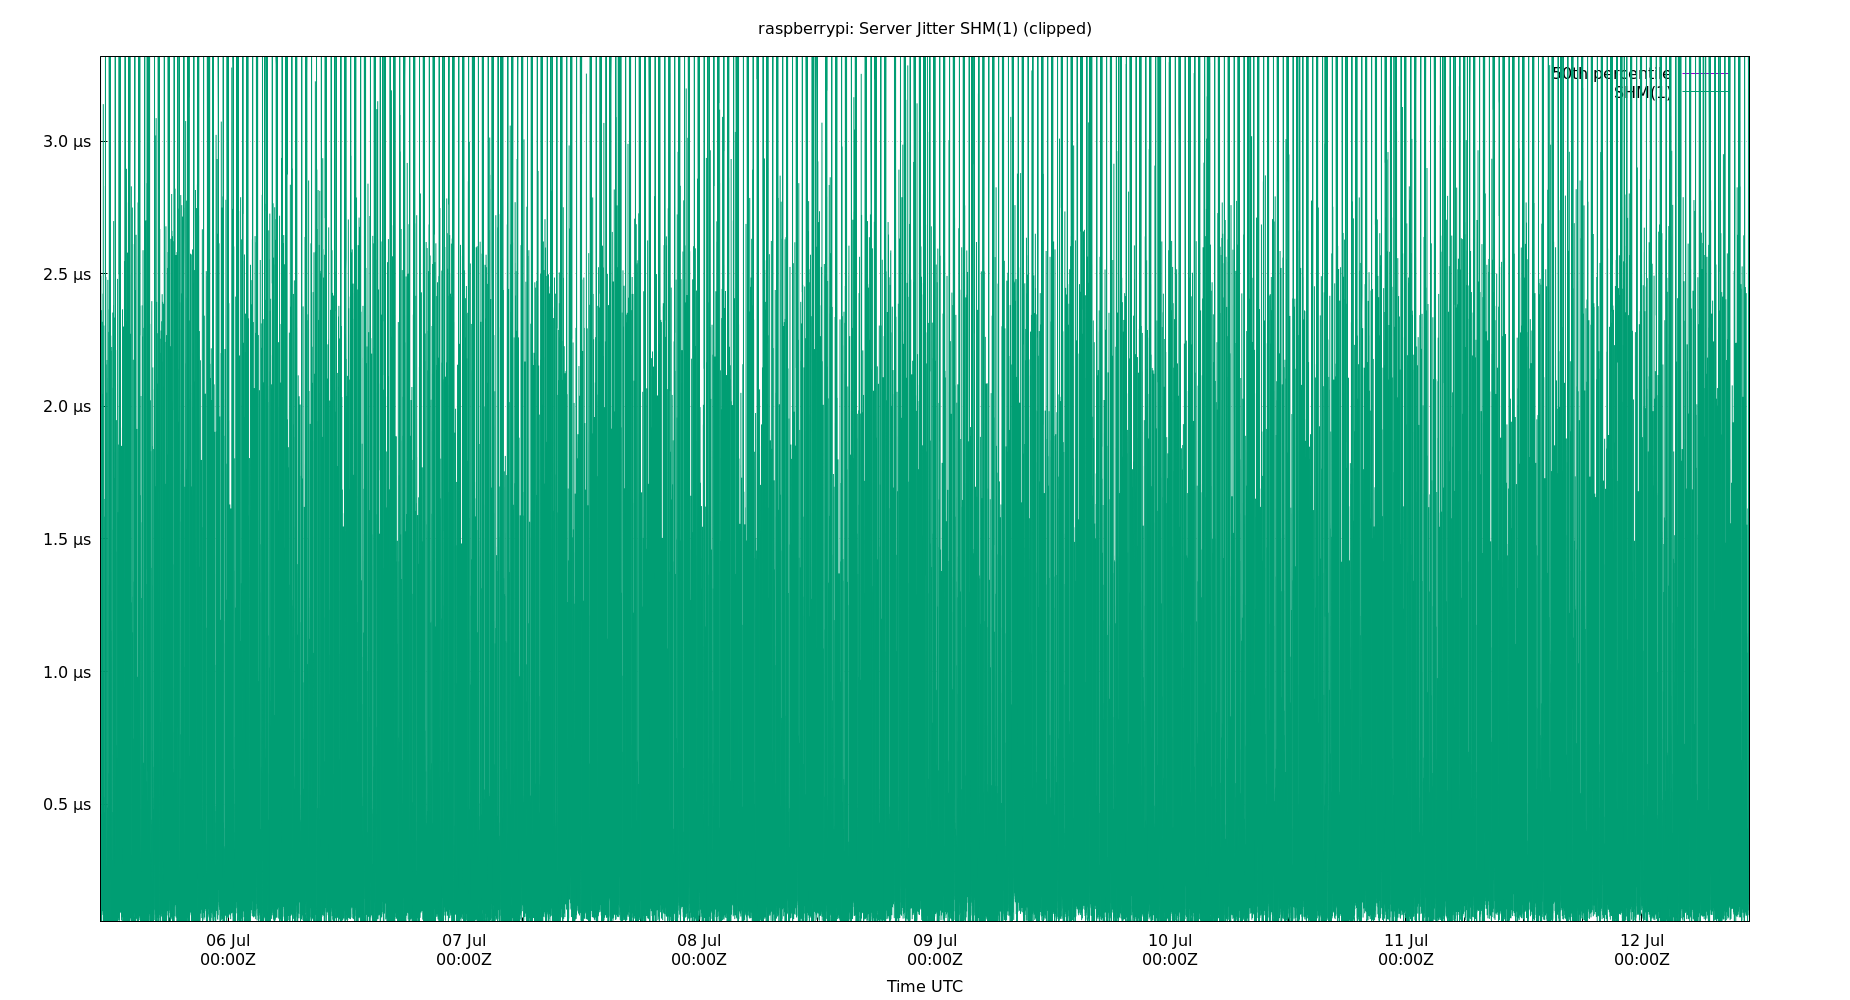 raspberrypi: Server Jitter SHM(1) (clipped)
50th percentile
SHM(1)
3.0 µs
2.5 µs
2.0 µs
1.5 µs
1.0 µs
0.5 µs
06 Jul 07 Jul 08 Jul 09 Jul 10 Jul 11 Jul 12 Jul
00:00Z 00:00Z 00:00Z 00:00Z 00:00Z 00:00Z 00:00Z
Time UTC